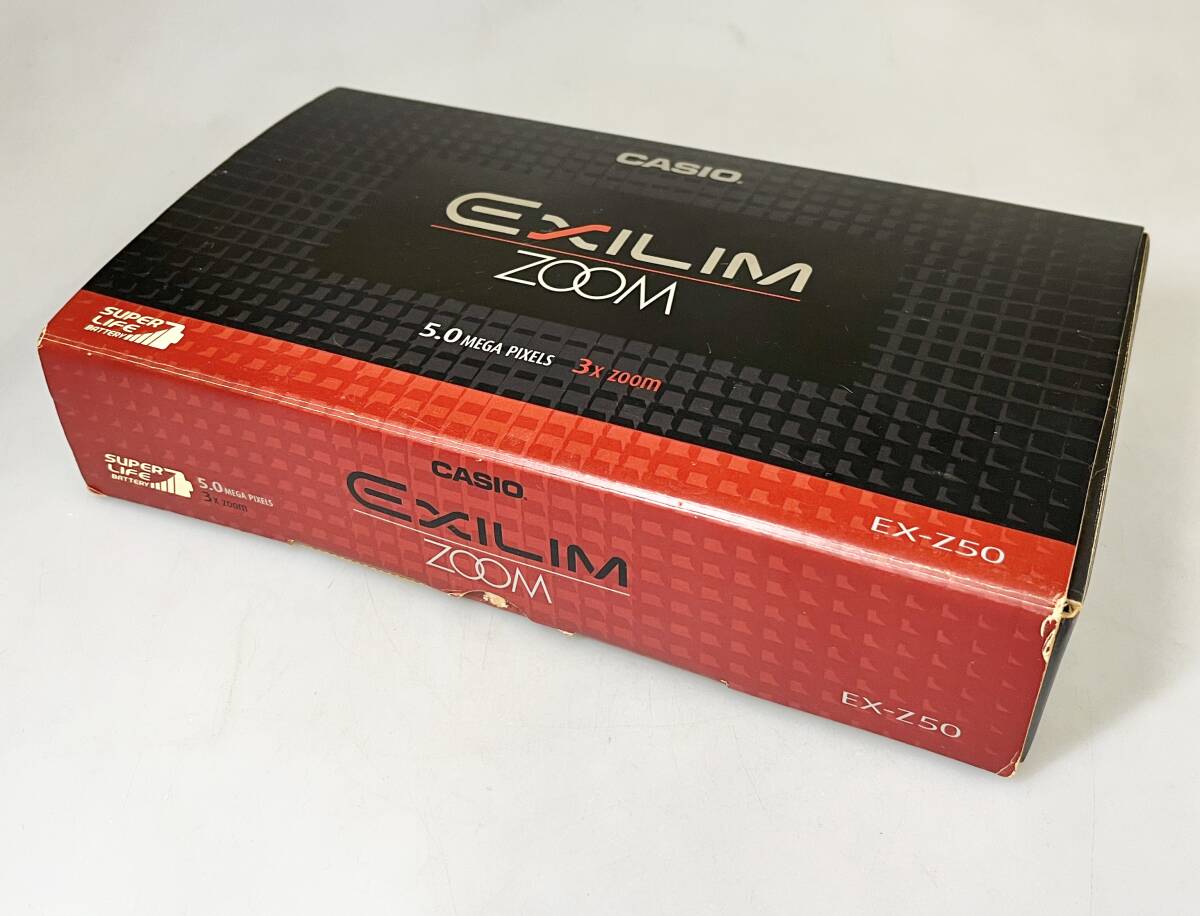 CASIO
EXILIM
ZOOM
5.0 MEGA PIXELS 3x zoom
SUPER
LIFE
BATTERY
EX-Z50
SUPER
LIFE
BATTERY
5.0 MEGA PIXELS
3x zoom
CASIO
EXILIM
ZOOM
EX-Z50